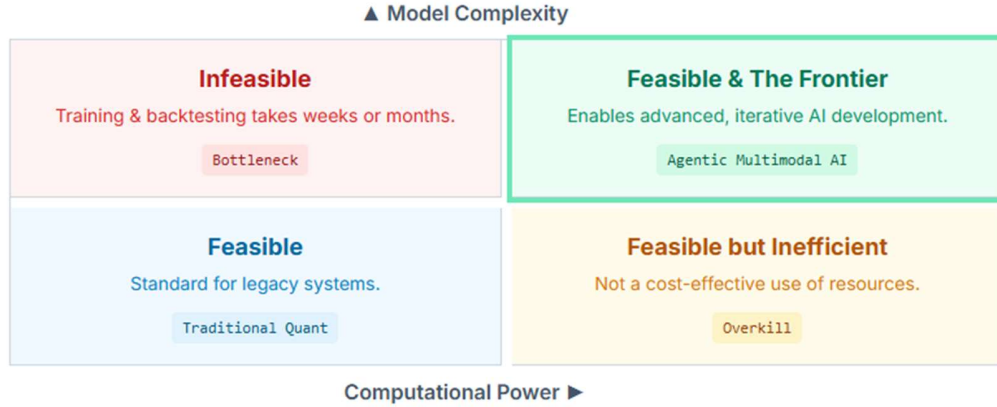 ▲ Model Complexity
Infeasible
Training & backtesting takes weeks or months.
Bottleneck
Feasible & The Frontier
Enables advanced, iterative AI development.
Agentic Multimodal AI
Feasible
Standard for legacy systems.
Traditional Quant
Feasible but Inefficient
Not a cost-effective use of resources.
Overkill
Computational Power ►